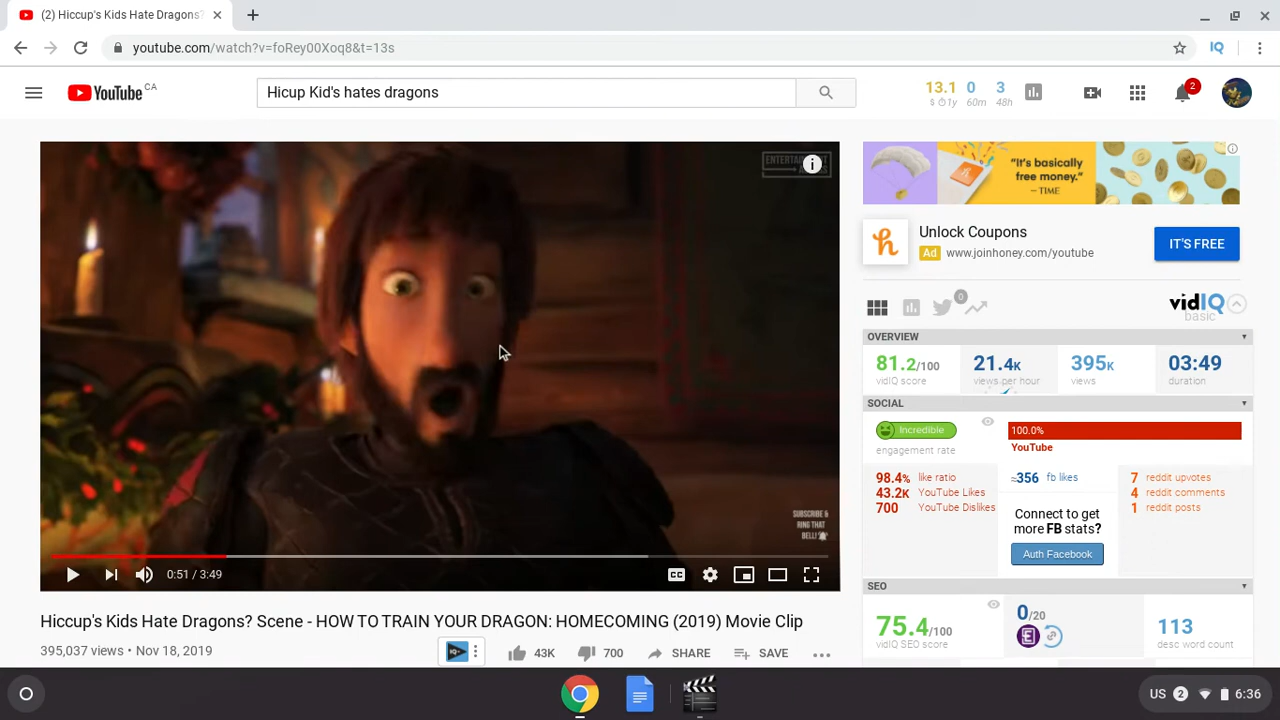 (2) Hiccup's Kids Hate Dragons?
youtube.com/watch?v=foRey00Xoq8&t=13s
IQ
YouTube CA
Hicup Kid's hates dragons
13.1 0 3
$ 1y 60m 48h
2
ENTERTAINMENT
SUBSCRIBE &
RING THAT
BELL!
0:51 / 3:49
CC
"It's basically
free money."
– TIME
Unlock Coupons
Ad www.joinhoney.com/youtube
IT'S FREE
0
vidIQ
basic
OVERVIEW
81.2/100 21.4K 395K 03:49
vidIQ score views per hour views duration
SOCIAL
Incredible
engagement rate
100.0%
YouTube
98.4% like ratio
43.2K YouTube Likes
700 YouTube Dislikes
≈356 fb likes
Connect to get
more FB stats?
Auth Facebook
7 reddit upvotes
4 reddit comments
1 reddit posts
SEO
75.4/100
vidIQ SEO score
0/20
113
desc word count
Hiccup's Kids Hate Dragons? Scene - HOW TO TRAIN YOUR DRAGON: HOMECOMING (2019) Movie Clip
395,037 views • Nov 18, 2019
43K 700 SHARE SAVE
US 2 6:36